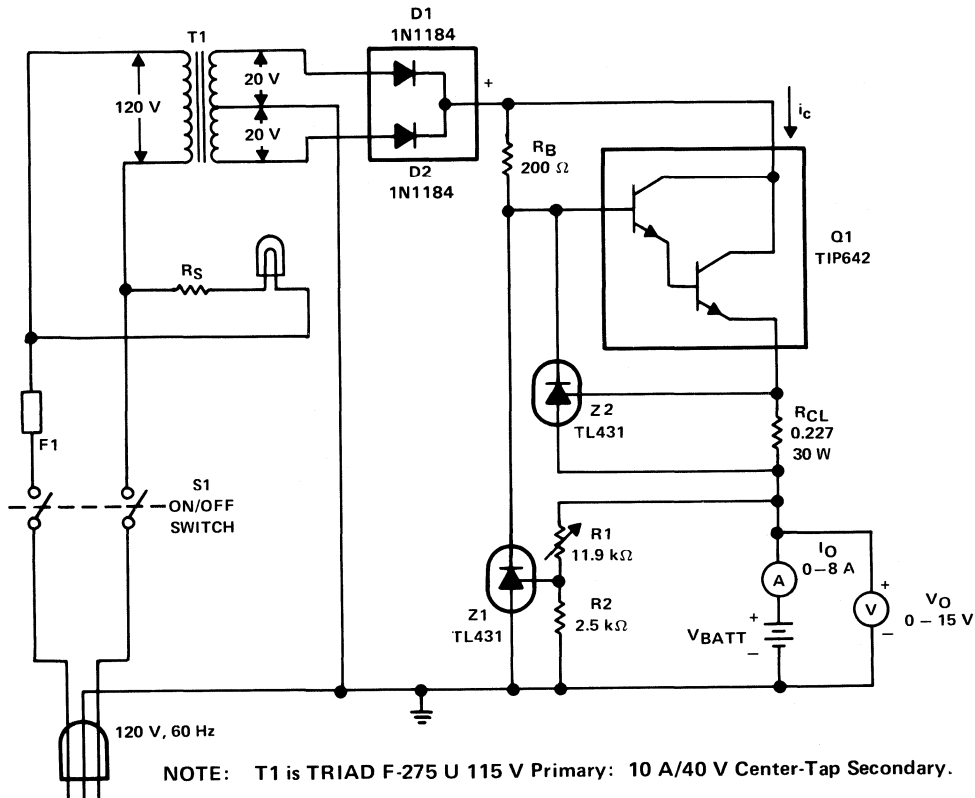 D1
1N1184
T1
20 V
120 V
20 V
+
i_c
R_B
200 Ω
D2
1N1184
Q1
TIP642
R_S
Z2
TL431
R_CL
0.227
30 W
F1
S1
ON/OFF
SWITCH
R1
11.9 kΩ
I_O
0–8 A
A
Z1
TL431
R2
2.5 kΩ
+
V_BATT
–
+
V
–
V_O
0 – 15 V
120 V, 60 Hz
NOTE: T1 is TRIAD F-275 U 115 V Primary: 10 A/40 V Center-Tap Secondary.